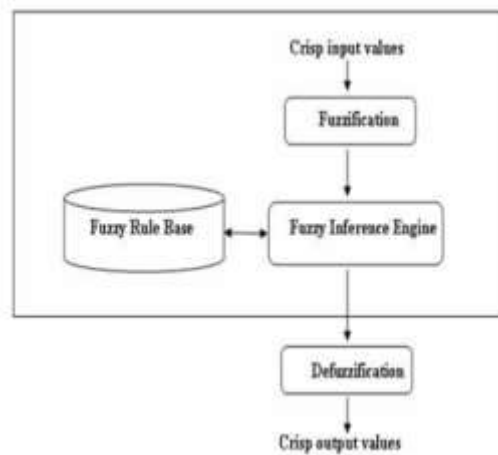 Crisp input values
Fuzzification
Fuzzy Rule Base
Fuzzy Inference Engine
Defuzzification
Crisp output values